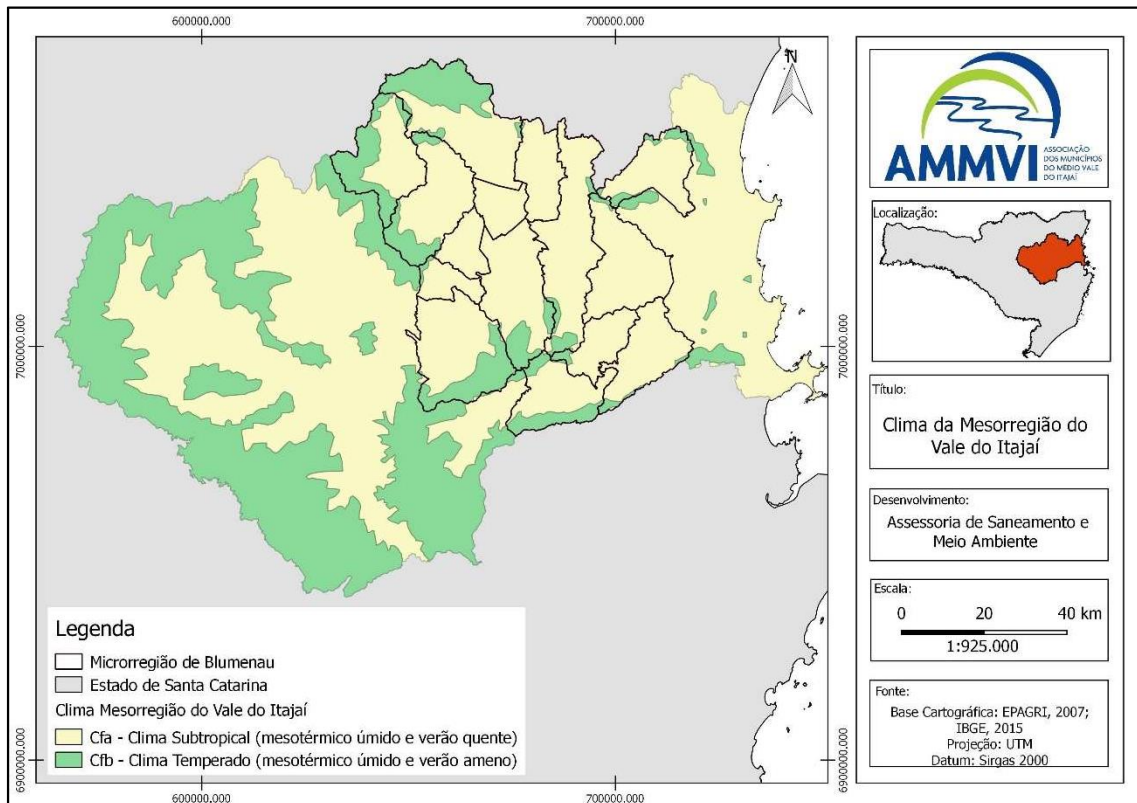 600000.000
700000.000
N
7000000.000
7000000.000
6900000.000
6900000.000
600000.000
700000.000
Legenda
Microrregião de Blumenau
Estado de Santa Catarina
Clima Mesorregião do Vale do Itajaí
Cfa - Clima Subtropical (mesotérmico úmido e verão quente)
Cfb - Clima Temperado (mesotérmico úmido e verão ameno)
AMMVI
ASSOCIAÇÃO
DOS MUNICÍPIOS
DO MÉDIO VALE
DO ITAJAÍ
Localização:
Título:
Clima da Mesorregião do
Vale do Itajaí
Desenvolvimento:
Assessoria de Saneamento e
Meio Ambiente
Escala:
0 20 40 km
1:925.000
Fonte:
Base Cartográfica: EPAGRI, 2007;
IBGE, 2015
Projeção: UTM
Datum: Sirgas 2000